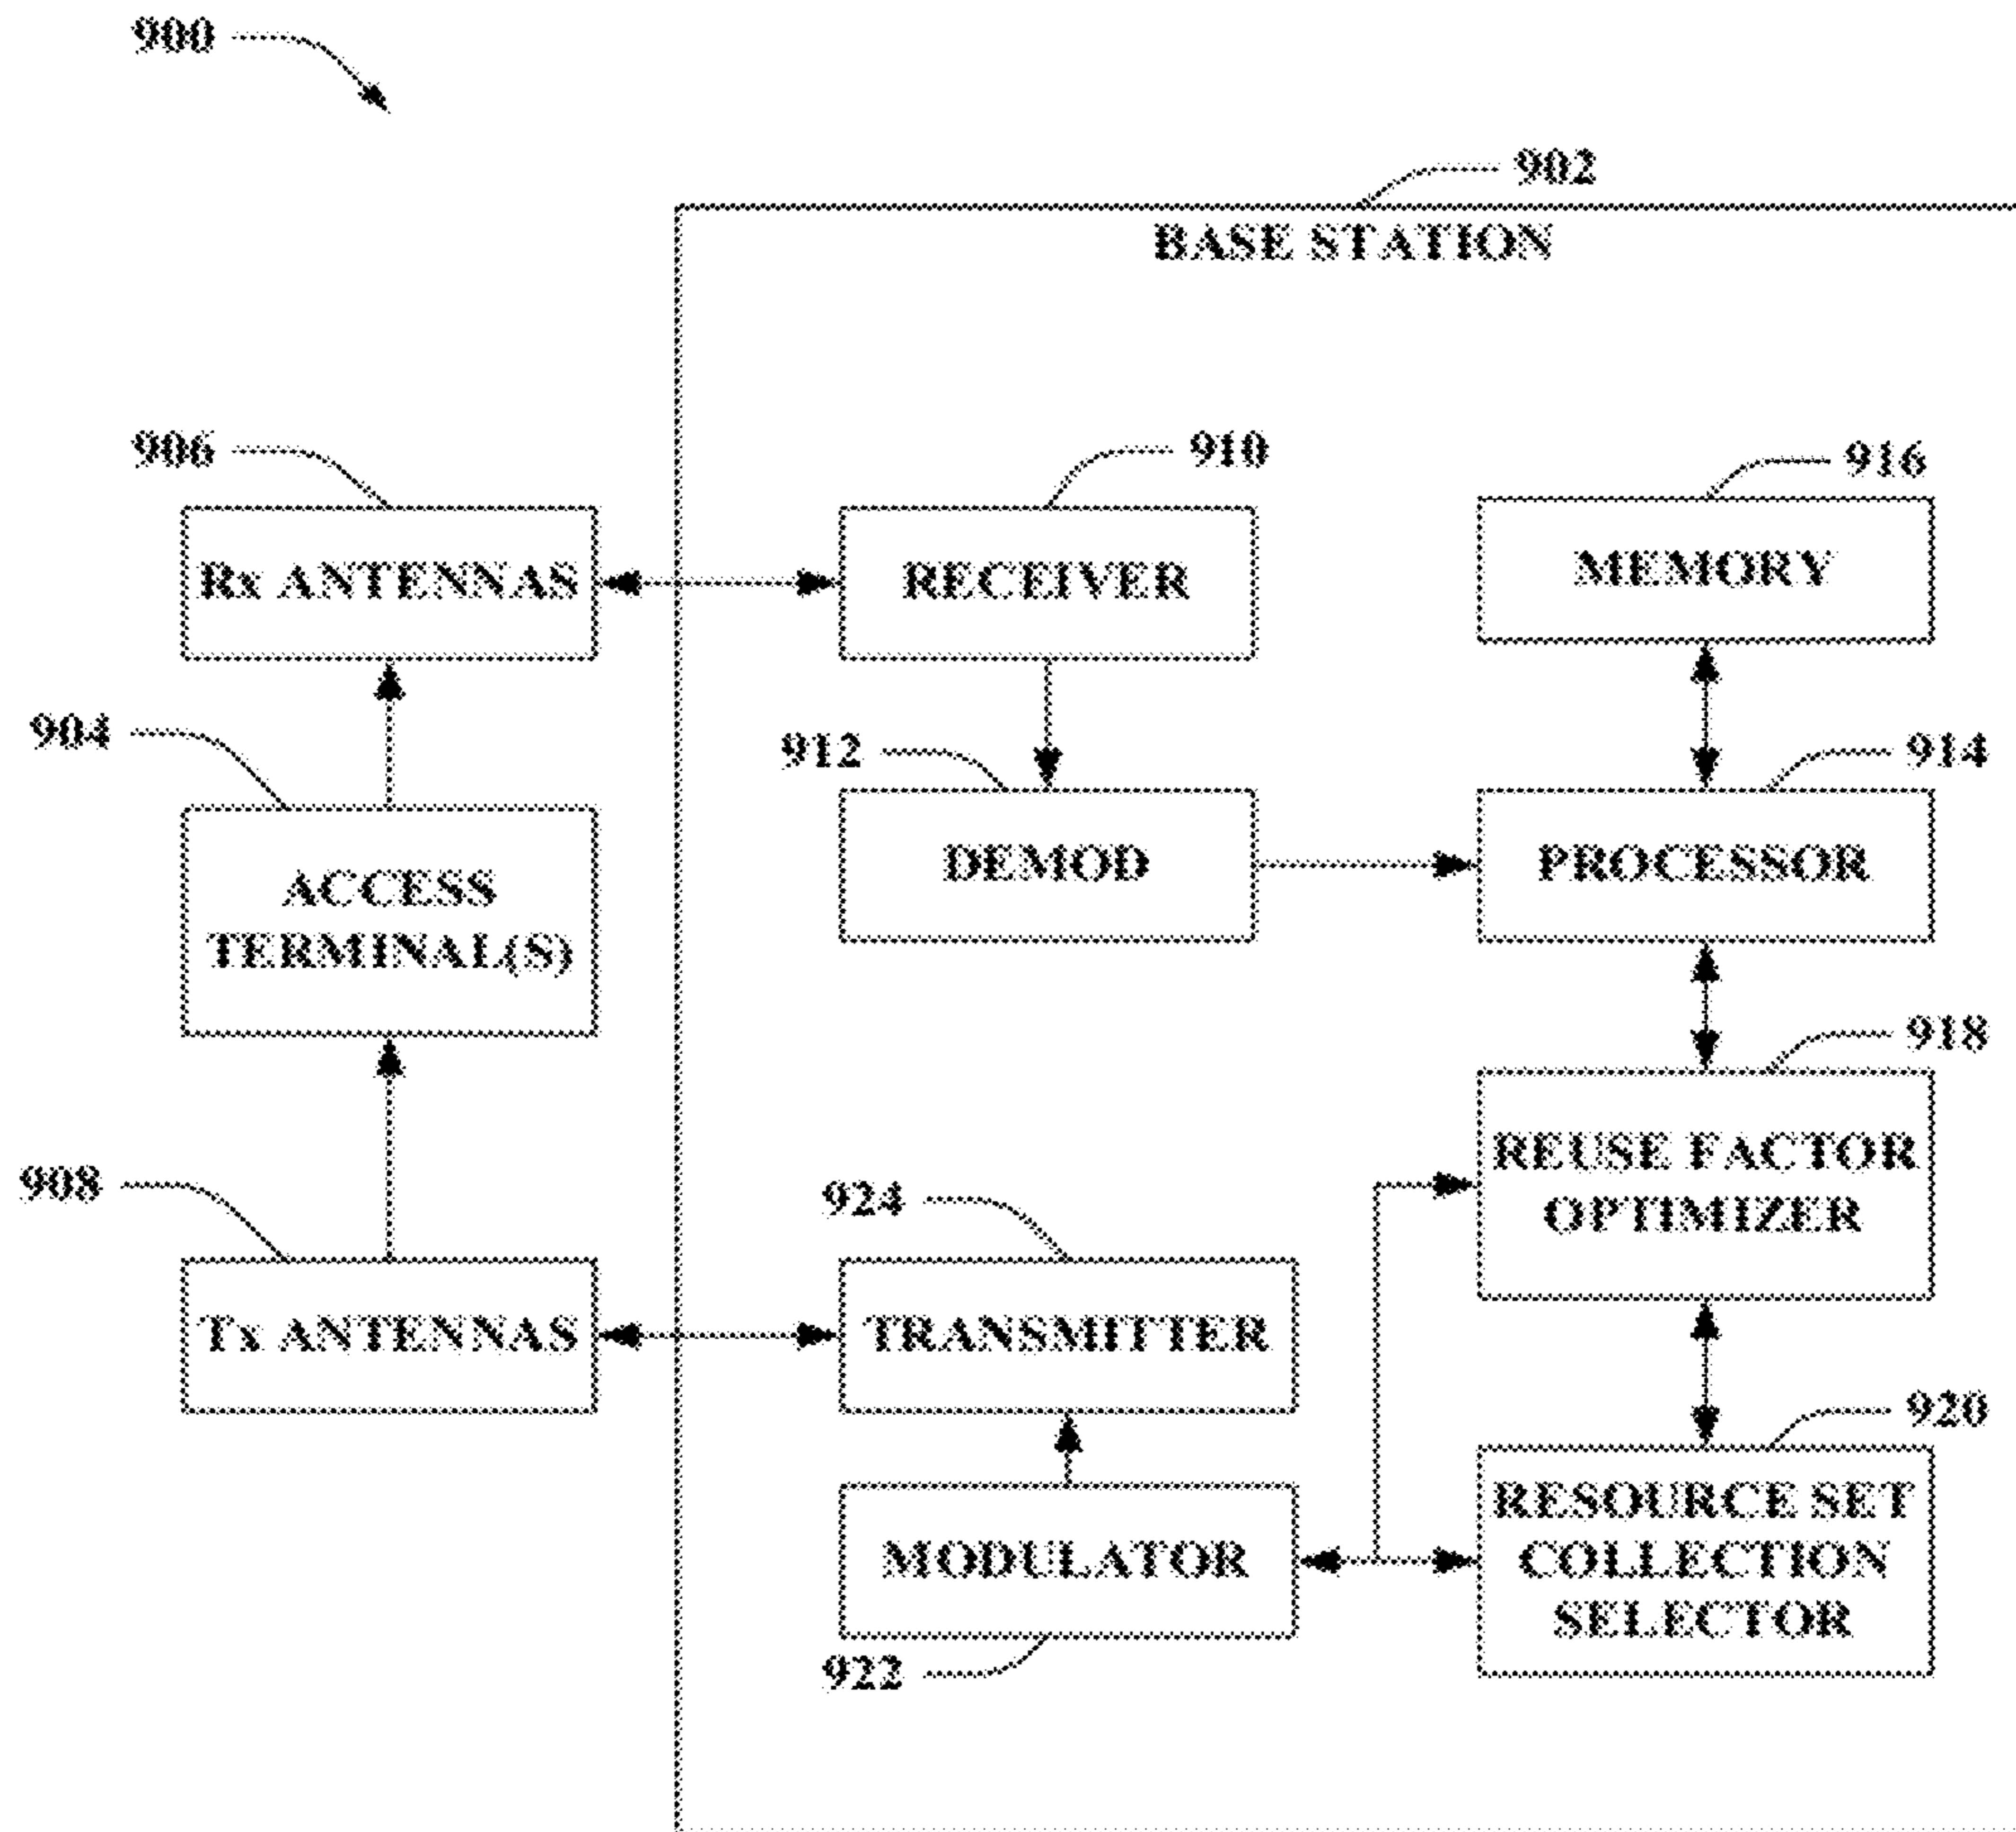 900
902
BASE STATION
906
910
916
Rx ANTENNAS
RECEIVER
MEMORY
904
912
914
ACCESS
TERMINAL(S)
DEMOD
PROCESSOR
918
908
924
REUSE FACTOR
OPTIMIZER
Tx ANTENNAS
TRANSMITTER
920
MODULATOR
RESOURCE SET
COLLECTION
SELECTOR
922